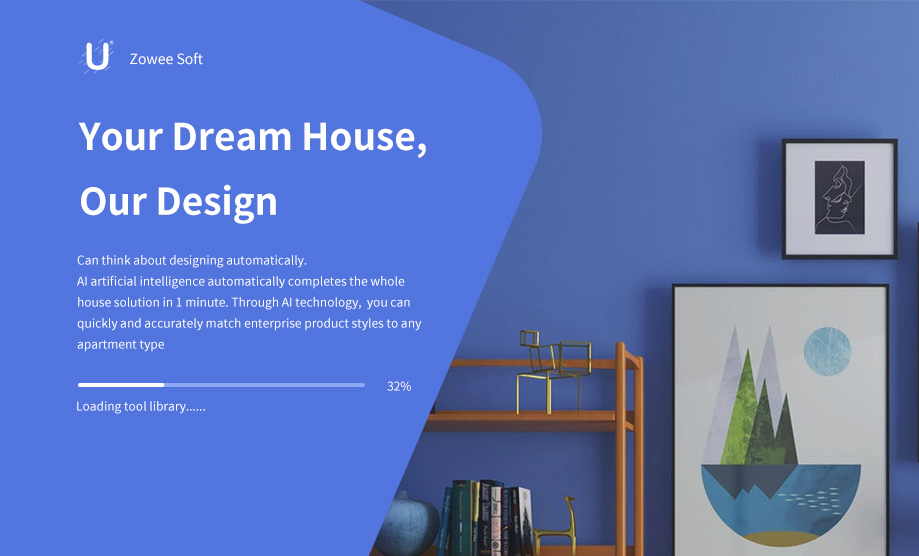 U
Zowee Soft
Your Dream House,
Our Design
Can think about designing automatically.
AI artificial intelligence automatically completes the whole
house solution in 1 minute. Through AI technology, you can
quickly and accurately match enterprise product styles to any
apartment type
32%
Loading tool library......